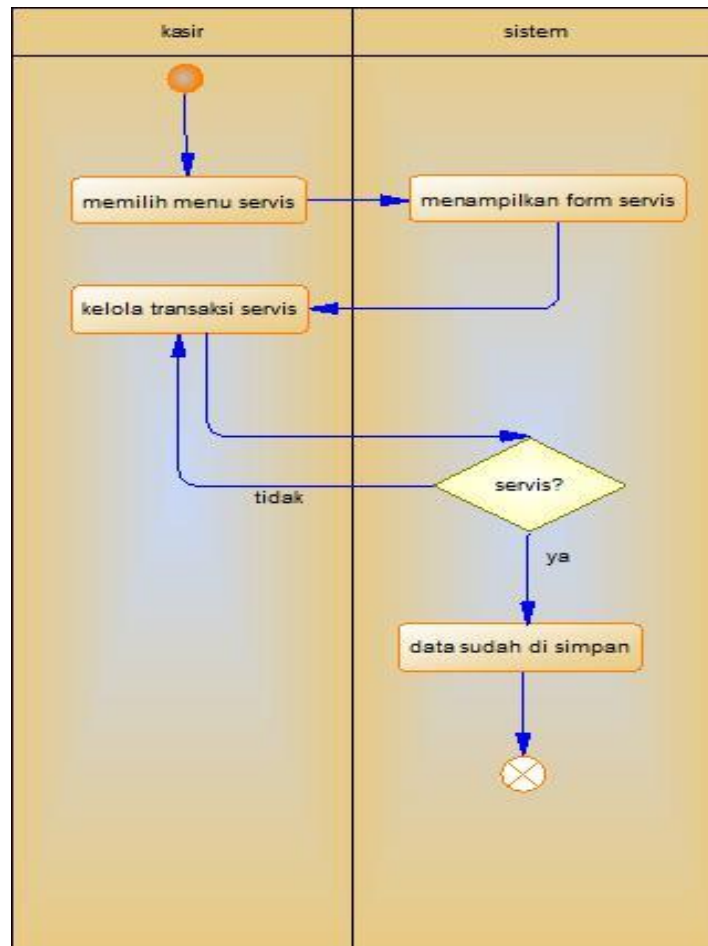 kasir
sistem
memilih menu servis
menampilkan form servis
kelola transaksi servis
servis?
tidak
ya
data sudah di simpan